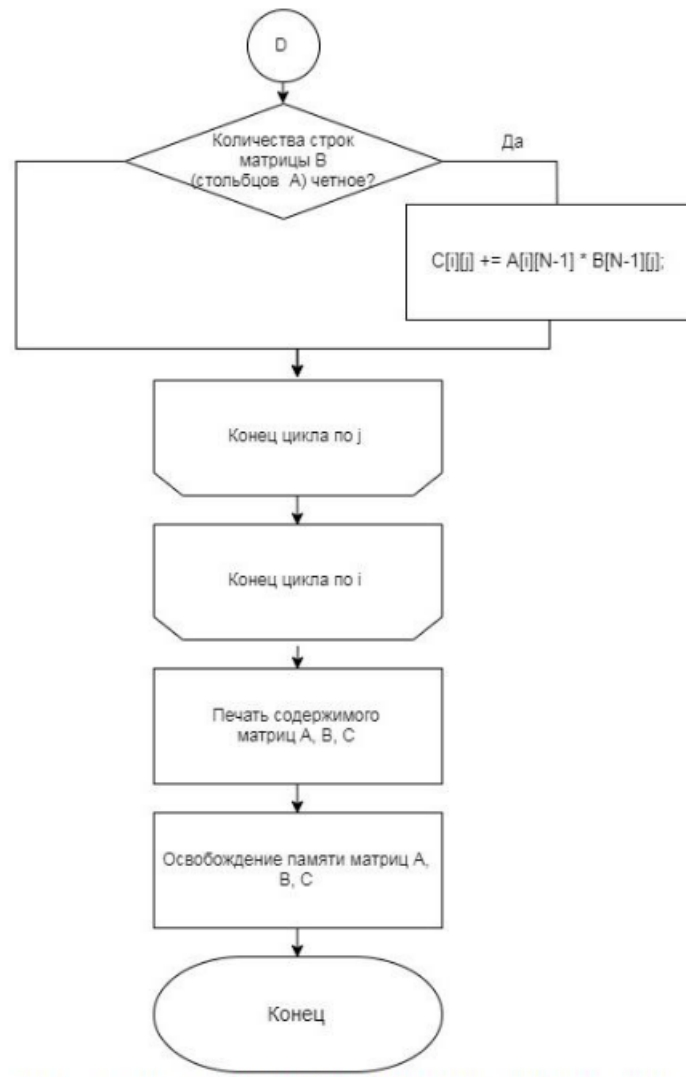 D
Количества строк
матрицы В
(столбцов А) четное?
Да
C[i][j] += A[i][N-1] * B[N-1][j];
Конец цикла по j
Конец цикла по i
Печать содержимого
матриц А, В, С
Освобождение памяти матриц А,
В, С
Конец